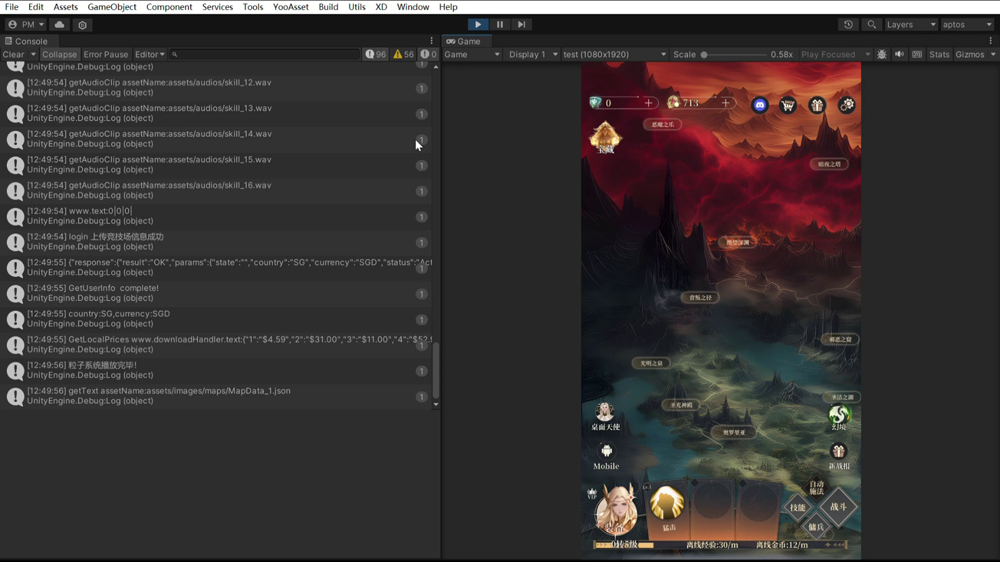 File Edit Assets GameObject Component Services Tools YooAsset Build Utils XD Window Help
PM
Layers
aptos
Console
Clear Collapse Error Pause Editor
96 56 0
UnityEngine.Debug:Log (object)
[12:49:54] getAudioClip assetName:assets/audios/skill_12.wav
UnityEngine.Debug:Log (object)
1
[12:49:54] getAudioClip assetName:assets/audios/skill_13.wav
UnityEngine.Debug:Log (object)
1
[12:49:54] getAudioClip assetName:assets/audios/skill_14.wav
UnityEngine.Debug:Log (object)
1
[12:49:54] getAudioClip assetName:assets/audios/skill_15.wav
UnityEngine.Debug:Log (object)
1
[12:49:54] getAudioClip assetName:assets/audios/skill_16.wav
UnityEngine.Debug:Log (object)
1
[12:49:54] www.text:0|0|0|
UnityEngine.Debug:Log (object)
1
[12:49:54] login 上传竞技场信息成功
UnityEngine.Debug:Log (object)
1
[12:49:55] {"response":{"result":"OK","params":{"state":"","country":"SG","currency":"SGD","status":"Act
UnityEngine.Debug:Log (object)
1
[12:49:55] GetUserInfo complete!
UnityEngine.Debug:Log (object)
1
[12:49:55] country:SG,currency:SGD
UnityEngine.Debug:Log (object)
1
[12:49:55] GetLocalPrices www.downloadHandler.text:{"1":"$4.59","2":"$31.00","3":"$11.00","4":"$52.9
UnityEngine.Debug:Log (object)
1
[12:49:56] 粒子系统播放完毕!
UnityEngine.Debug:Log (object)
1
[12:49:56] getText assetName:assets/images/maps/MapData_1.json
UnityEngine.Debug:Log (object)
1
Game
Game Display 1 test (1080x1920) Scale 0.58x Play Focused Stats Gizmos
0
713
SHOP
恶魔之爪
宝藏
暗夜之塔
绝望深渊
背叛之径
邪恶之窟
光明之泉
圣洁之湖
圣光神殿
奥罗里亚
桌面天使
幻境
Mobile
新战报
VIP
装备
Lv.1
猛击
自动
施法
技能
战斗
傭兵
0转5级
离线经验:30/m
离线金币:12/m